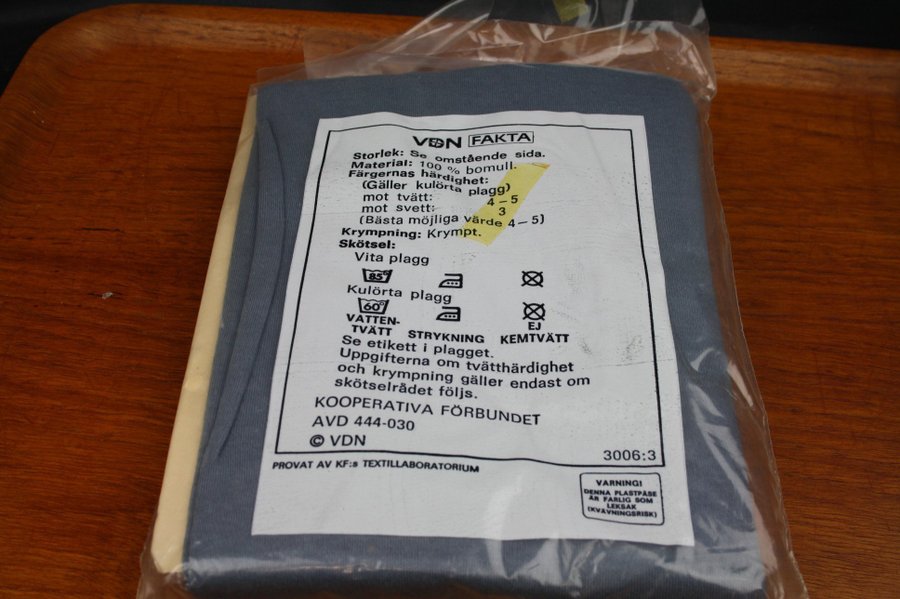 VDN FAKTA
Storlek: Se omstående sida.
Material: 100 % bomull.
Färgernas härdighet:
(Gäller kulörta plagg)
mot tvätt: 4–5
mot svett: 3
(Bästa möjliga värde 4–5)
Krympning: Krympt.
Skötsel:
Vita plagg
85°
Kulörta plagg
60°
VATTEN-
TVÄTT STRYKNING EJ
KEMTVÄTT
Se etikett i plagget.
Uppgifterna om tvätthärdighet
och krympning gäller endast om
skötselrådet följs.
KOOPERATIVA FÖRBUNDET
AVD 444-030
© VDN
3006:3
PROVAT AV KF:s TEXTILLABORATORIUM
VARNING!
DENNA PLASTPÅSE
ÄR FARLIG SOM
LEKSAK
(KVÄVNINGSRISK)